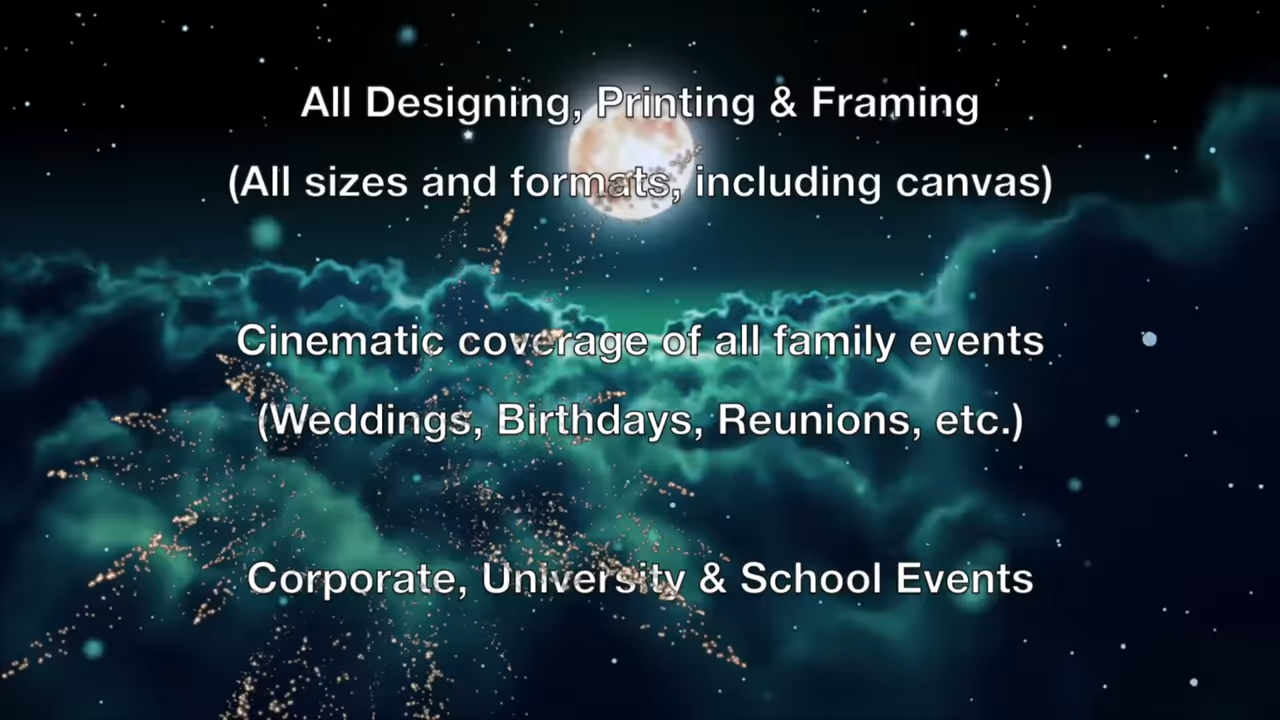 All Designing, Printing & Framing
(All sizes and formats, including canvas)
Cinematic coverage of all family events
(Weddings, Birthdays, Reunions, etc.)
Corporate, University & School Events